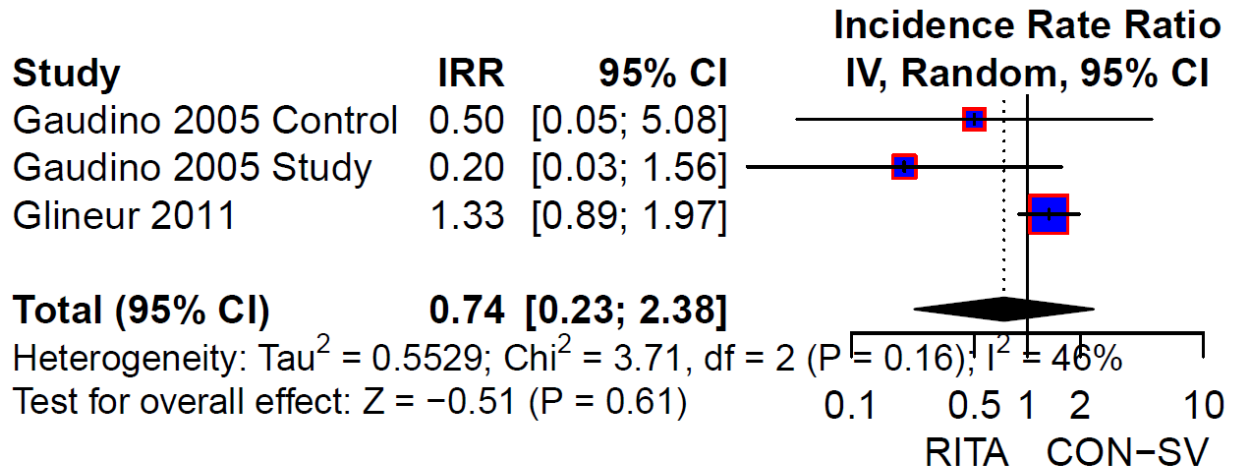 Incidence Rate Ratio
Study IRR 95% CI IV, Random, 95% CI
Gaudino 2005 Control 0.50 [0.05; 5.08]
Gaudino 2005 Study 0.20 [0.03; 1.56]
Glineur 2011 1.33 [0.89; 1.97]
Total (95% CI) 0.74 [0.23; 2.38]
Heterogeneity: Tau² = 0.5529; Chi² = 3.71, df = 2 (P = 0.16); I² = 46%
Test for overall effect: Z = −0.51 (P = 0.61) 0.1 0.5 1 2 10
RITA CON−SV